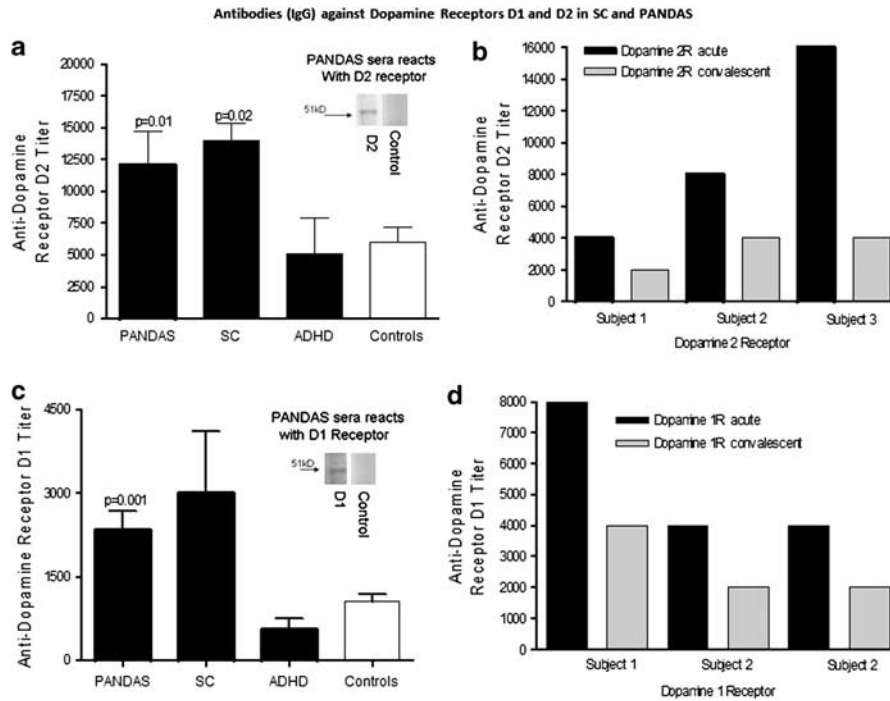 Antibodies (IgG) against Dopamine Receptors D1 and D2 in SC and PANDAS
a
PANDAS sera reacts
With D2 receptor
51kD
D2
Control
Anti-Dopamine
Receptor D2 Titer
20000
17500
15000
12500
10000
7500
5000
2500
0
p=0.01
p=0.02
PANDAS
SC
ADHD
Controls
b
Dopamine 2R acute
Dopamine 2R convalescent
Anti-Dopamine
Receptor D2 Titer
16000
14000
12000
10000
8000
6000
4000
2000
Subject 1
Subject 2
Subject 3
Dopamine 2 Receptor
c
PANDAS sera reacts
with D1 Receptor
51kD
D1
Control
Anti-Dopamine Receptor D1 Titer
4500
3000
1500
0
p=0.001
PANDAS
SC
ADHD
Controls
d
Dopamine 1R acute
Dopamine 1R convalescent
Anti-Dopamine
Receptor D1 Titer
8000
7000
6000
5000
4000
3000
2000
1000
0
Subject 1
Subject 2
Subject 2
Dopamine 1 Receptor